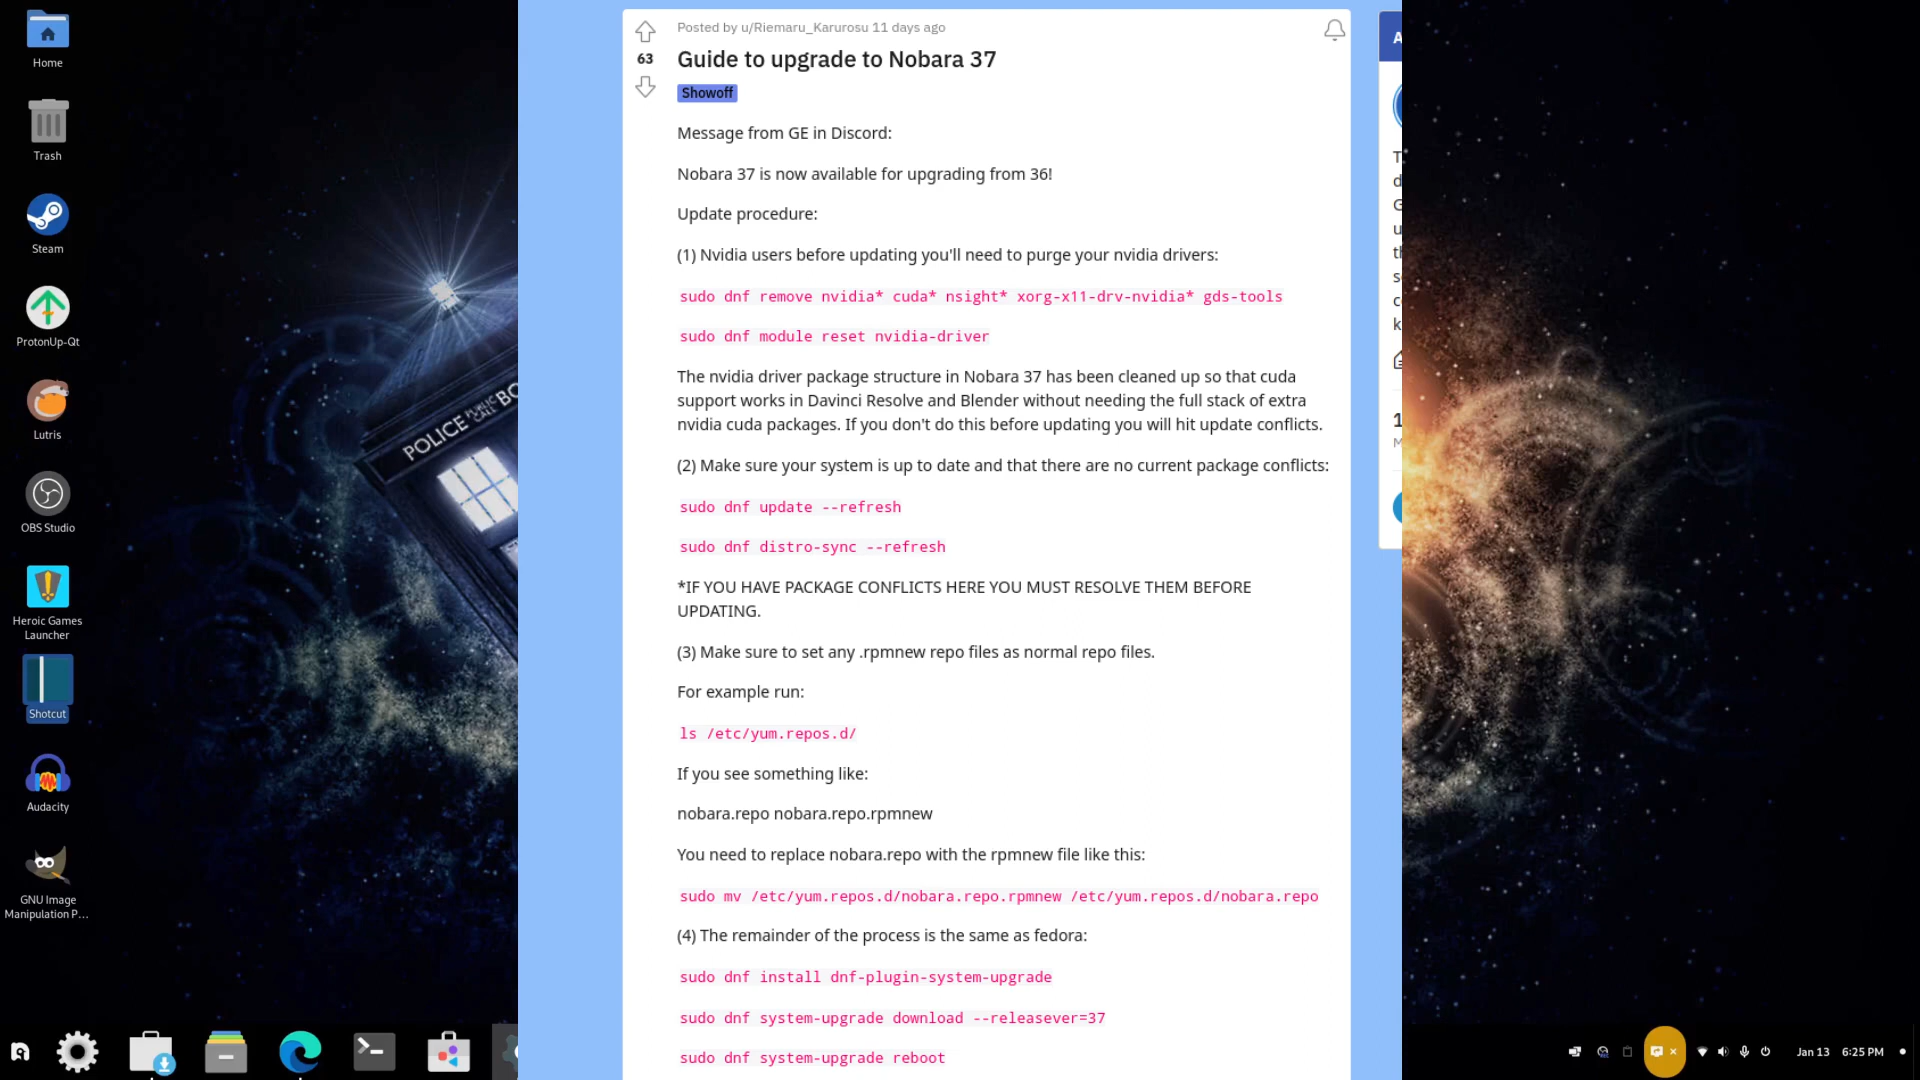 Home
Trash
Steam
ProtonUp-Qt
Lutris
OBS Studio
Heroic Games
Launcher
Shotcut
Audacity
GNU Image
Manipulation P...
POLICE PUBLIC CALL BO
63
Posted by u/Riemaru_Karurosu 11 days ago
Guide to upgrade to Nobara 37
Showoff
Message from GE in Discord:
Nobara 37 is now available for upgrading from 36!
Update procedure:
(1) Nvidia users before updating you'll need to purge your nvidia drivers:
sudo dnf remove nvidia* cuda* nsight* xorg-x11-drv-nvidia* gds-tools
sudo dnf module reset nvidia-driver
The nvidia driver package structure in Nobara 37 has been cleaned up so that cuda
support works in Davinci Resolve and Blender without needing the full stack of extra
nvidia cuda packages. If you don't do this before updating you will hit update conflicts.
(2) Make sure your system is up to date and that there are no current package conflicts:
sudo dnf update --refresh
sudo dnf distro-sync --refresh
*IF YOU HAVE PACKAGE CONFLICTS HERE YOU MUST RESOLVE THEM BEFORE
UPDATING.
(3) Make sure to set any .rpmnew repo files as normal repo files.
For example run:
ls /etc/yum.repos.d/
If you see something like:
nobara.repo nobara.repo.rpmnew
You need to replace nobara.repo with the rpmnew file like this:
sudo mv /etc/yum.repos.d/nobara.repo.rpmnew /etc/yum.repos.d/nobara.repo
(4) The remainder of the process is the same as fedora:
sudo dnf install dnf-plugin-system-upgrade
sudo dnf system-upgrade download --releasever=37
sudo dnf system-upgrade reboot
Jan 13 6:25 PM